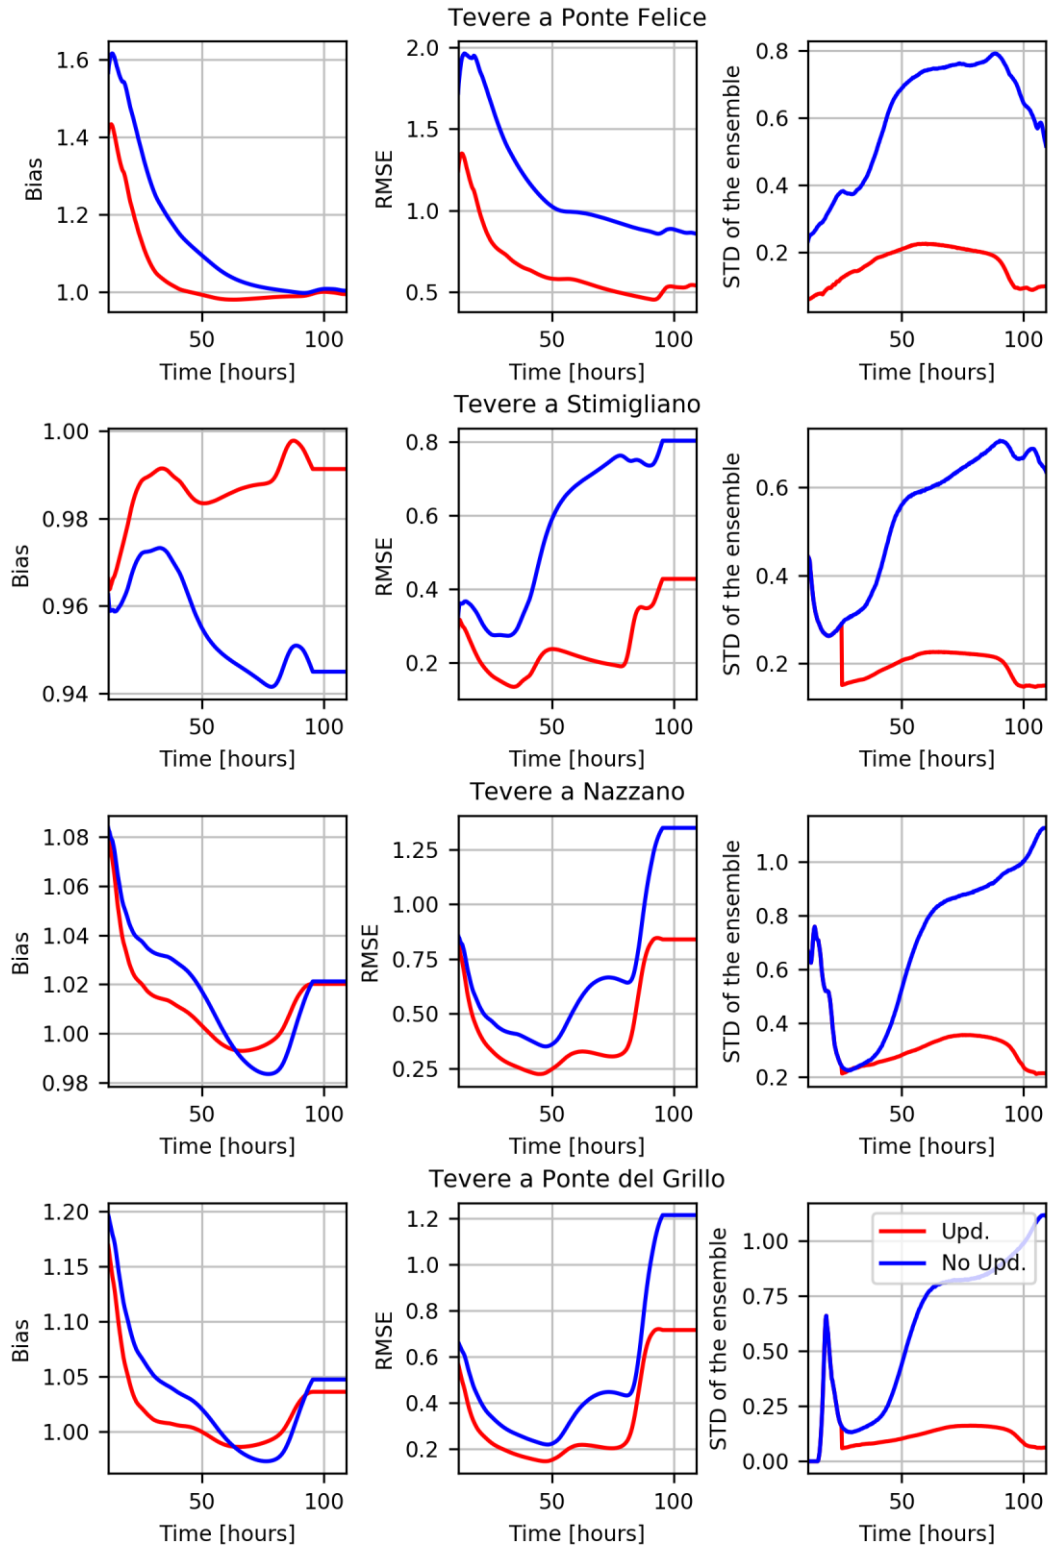 Tevere a Ponte Felice
Bias
1.6
1.4
1.2
1.0
50 100
Time [hours]
RMSE
2.0
1.5
1.0
0.5
50 100
Time [hours]
STD of the ensemble
0.8
0.6
0.4
0.2
50 100
Time [hours]
Tevere a Stimigliano
Bias
1.00
0.98
0.96
0.94
50 100
Time [hours]
RMSE
0.8
0.6
0.4
0.2
50 100
Time [hours]
STD of the ensemble
0.6
0.4
0.2
50 100
Time [hours]
Tevere a Nazzano
Bias
1.08
1.06
1.04
1.02
1.00
0.98
50 100
Time [hours]
RMSE
1.25
1.00
0.75
0.50
0.25
50 100
Time [hours]
STD of the ensemble
1.0
0.8
0.6
0.4
0.2
50 100
Time [hours]
Tevere a Ponte del Grillo
Bias
1.20
1.15
1.10
1.05
1.00
50 100
Time [hours]
RMSE
1.2
1.0
0.8
0.6
0.4
0.2
50 100
Time [hours]
STD of the ensemble
1.00
0.75
0.50
0.25
0.00
Upd.
No Upd.
50 100
Time [hours]